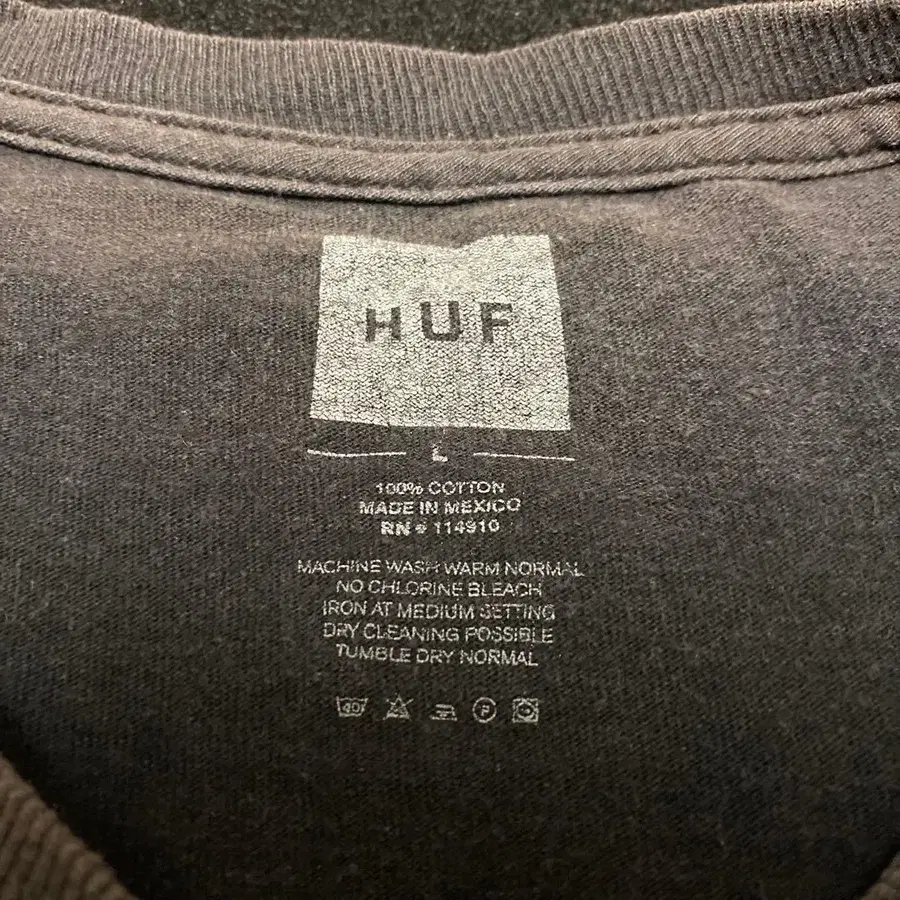 HUF
L
100% COTTON
MADE IN MEXICO
RN # 114910
MACHINE WASH WARM NORMAL
NO CHLORINE BLEACH
IRON AT MEDIUM SETTING
DRY CLEANING POSSIBLE
TUMBLE DRY NORMAL
40 P